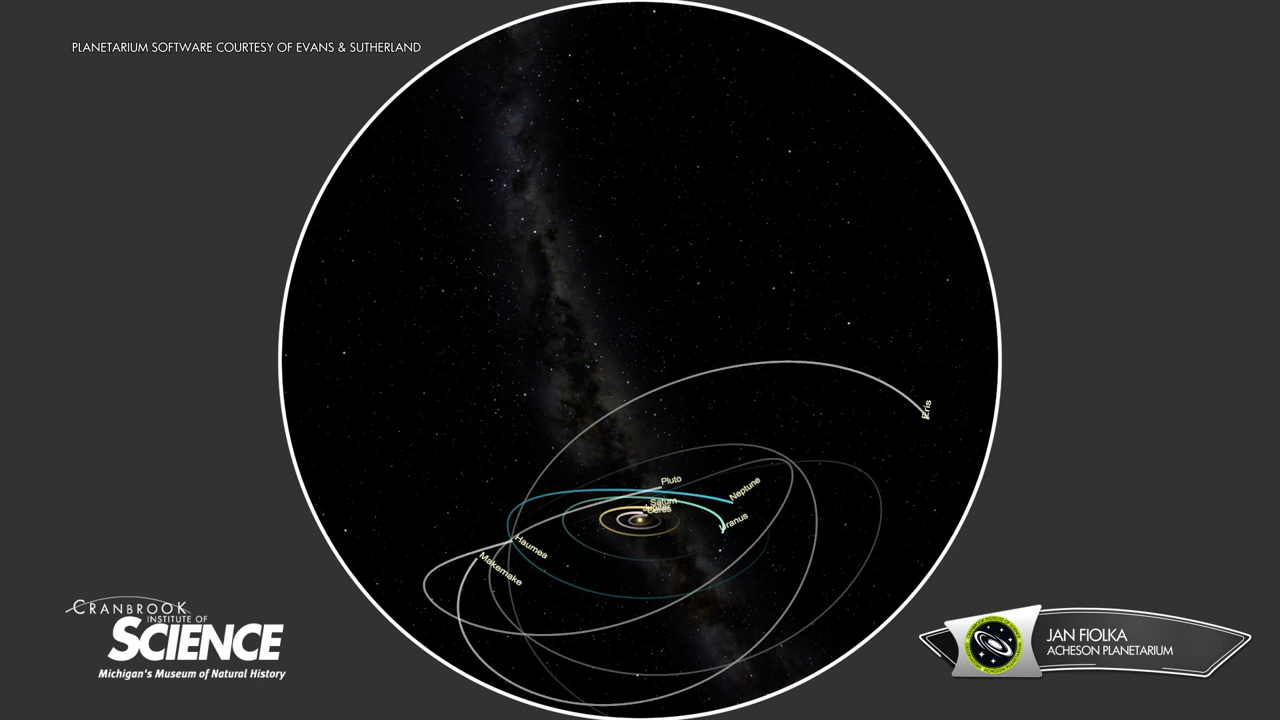 PLANETARIUM SOFTWARE COURTESY OF EVANS & SUTHERLAND
Eris
Pluto
Neptune
Saturn
Ceres
Uranus
Haumea
Makemake
CRANBROOK
INSTITUTE OF
SCIENCE
Michigan's Museum of Natural History
JAN FIOLKA
ACHESON PLANETARIUM